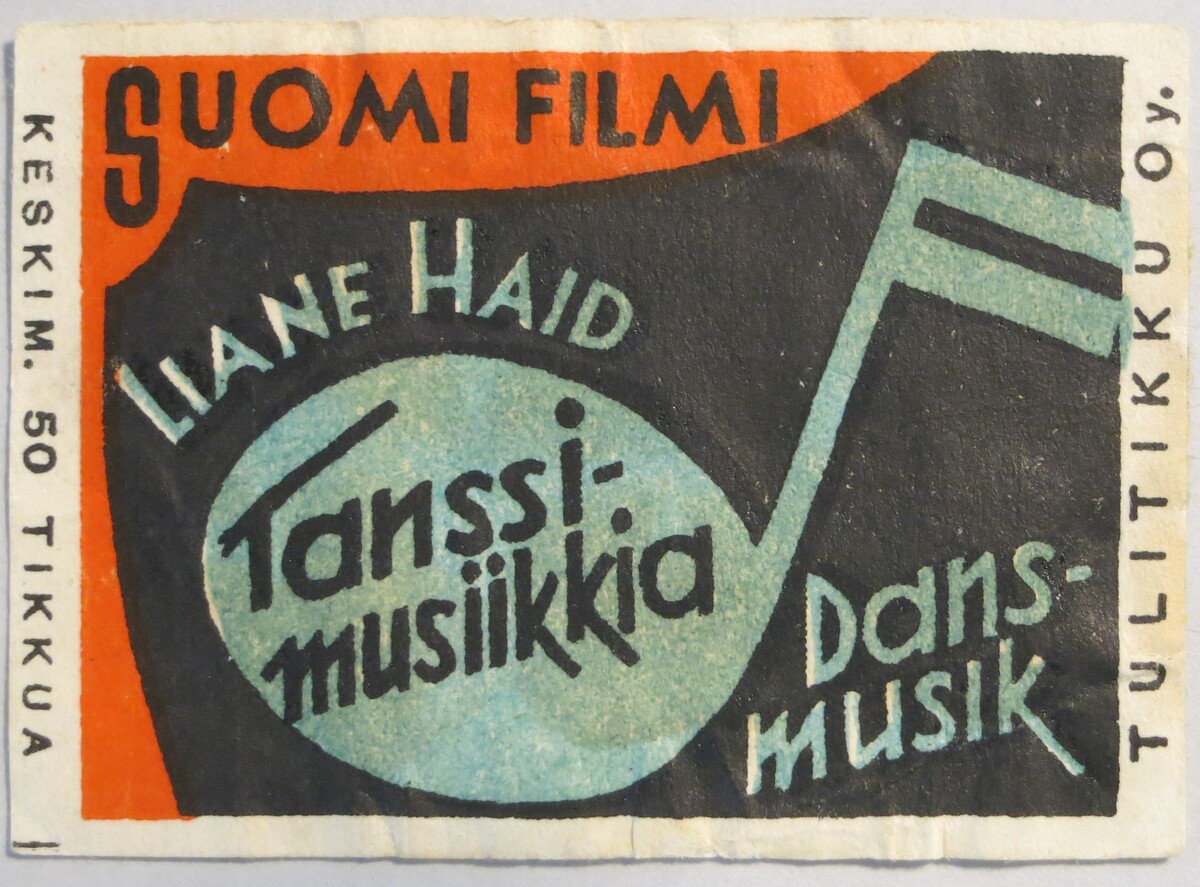 SUOMI FILMI
LIANE HAID
Tanssi-
musiikkia
Dans-
musik
KESKIM. 50 TIKKUA
TULITIKKU Oy.